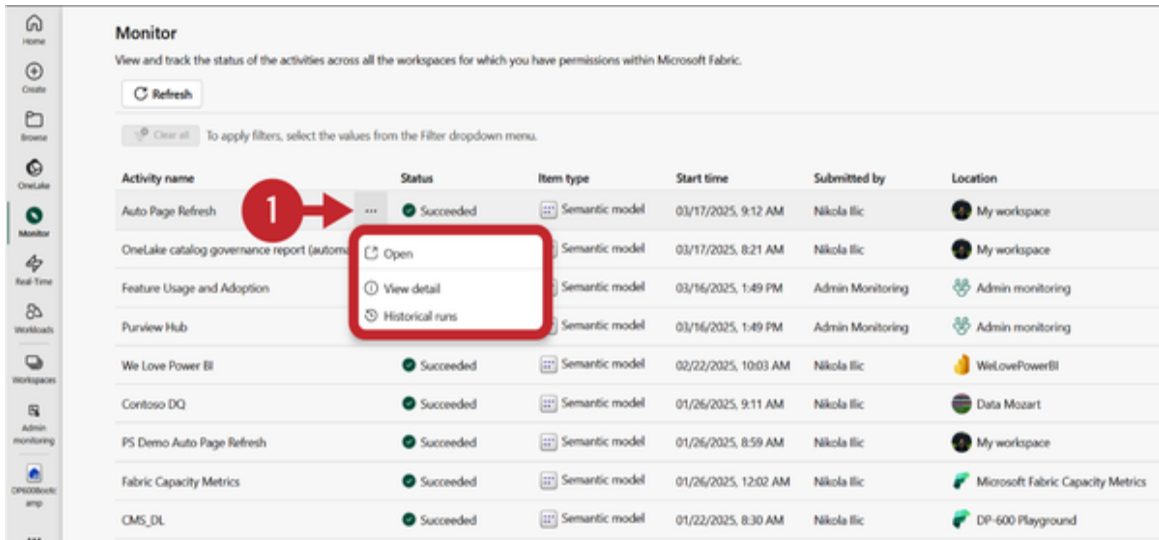 Home
Create
Browse
OneLake
Monitor
Real-Time
Workloads
Workspaces
Admin
monitoring
DP600Bootc
amp
Monitor
View and track the status of the activities across all the workspaces for which you have permissions within Microsoft Fabric.
Refresh
Clear all To apply filters, select the values from the Filter dropdown menu.
Activity name Status Item type Start time Submitted by Location
Auto Page Refresh 1 ... Succeeded Semantic model 03/17/2025, 9:12 AM Nikola Ilic My workspace
OneLake catalog governance report (automa Semantic model 03/17/2025, 8:21 AM Nikola Ilic My workspace
Open
Feature Usage and Adoption Semantic model 03/16/2025, 1:49 PM Admin Monitoring Admin monitoring
View detail
Historical runs
Purview Hub Semantic model 03/16/2025, 1:49 PM Admin Monitoring Admin monitoring
We Love Power BI Succeeded Semantic model 02/22/2025, 10:03 AM Nikola Ilic WeLovePowerBI
Contoso DQ Succeeded Semantic model 01/26/2025, 9:11 AM Nikola Ilic Data Mozart
PS Demo Auto Page Refresh Succeeded Semantic model 01/26/2025, 8:59 AM Nikola Ilic My workspace
Fabric Capacity Metrics Succeeded Semantic model 01/26/2025, 12:02 AM Nikola Ilic Microsoft Fabric Capacity Metrics
CMS_DL Succeeded Semantic model 01/22/2025, 8:30 AM Nikola Ilic DP-600 Playground